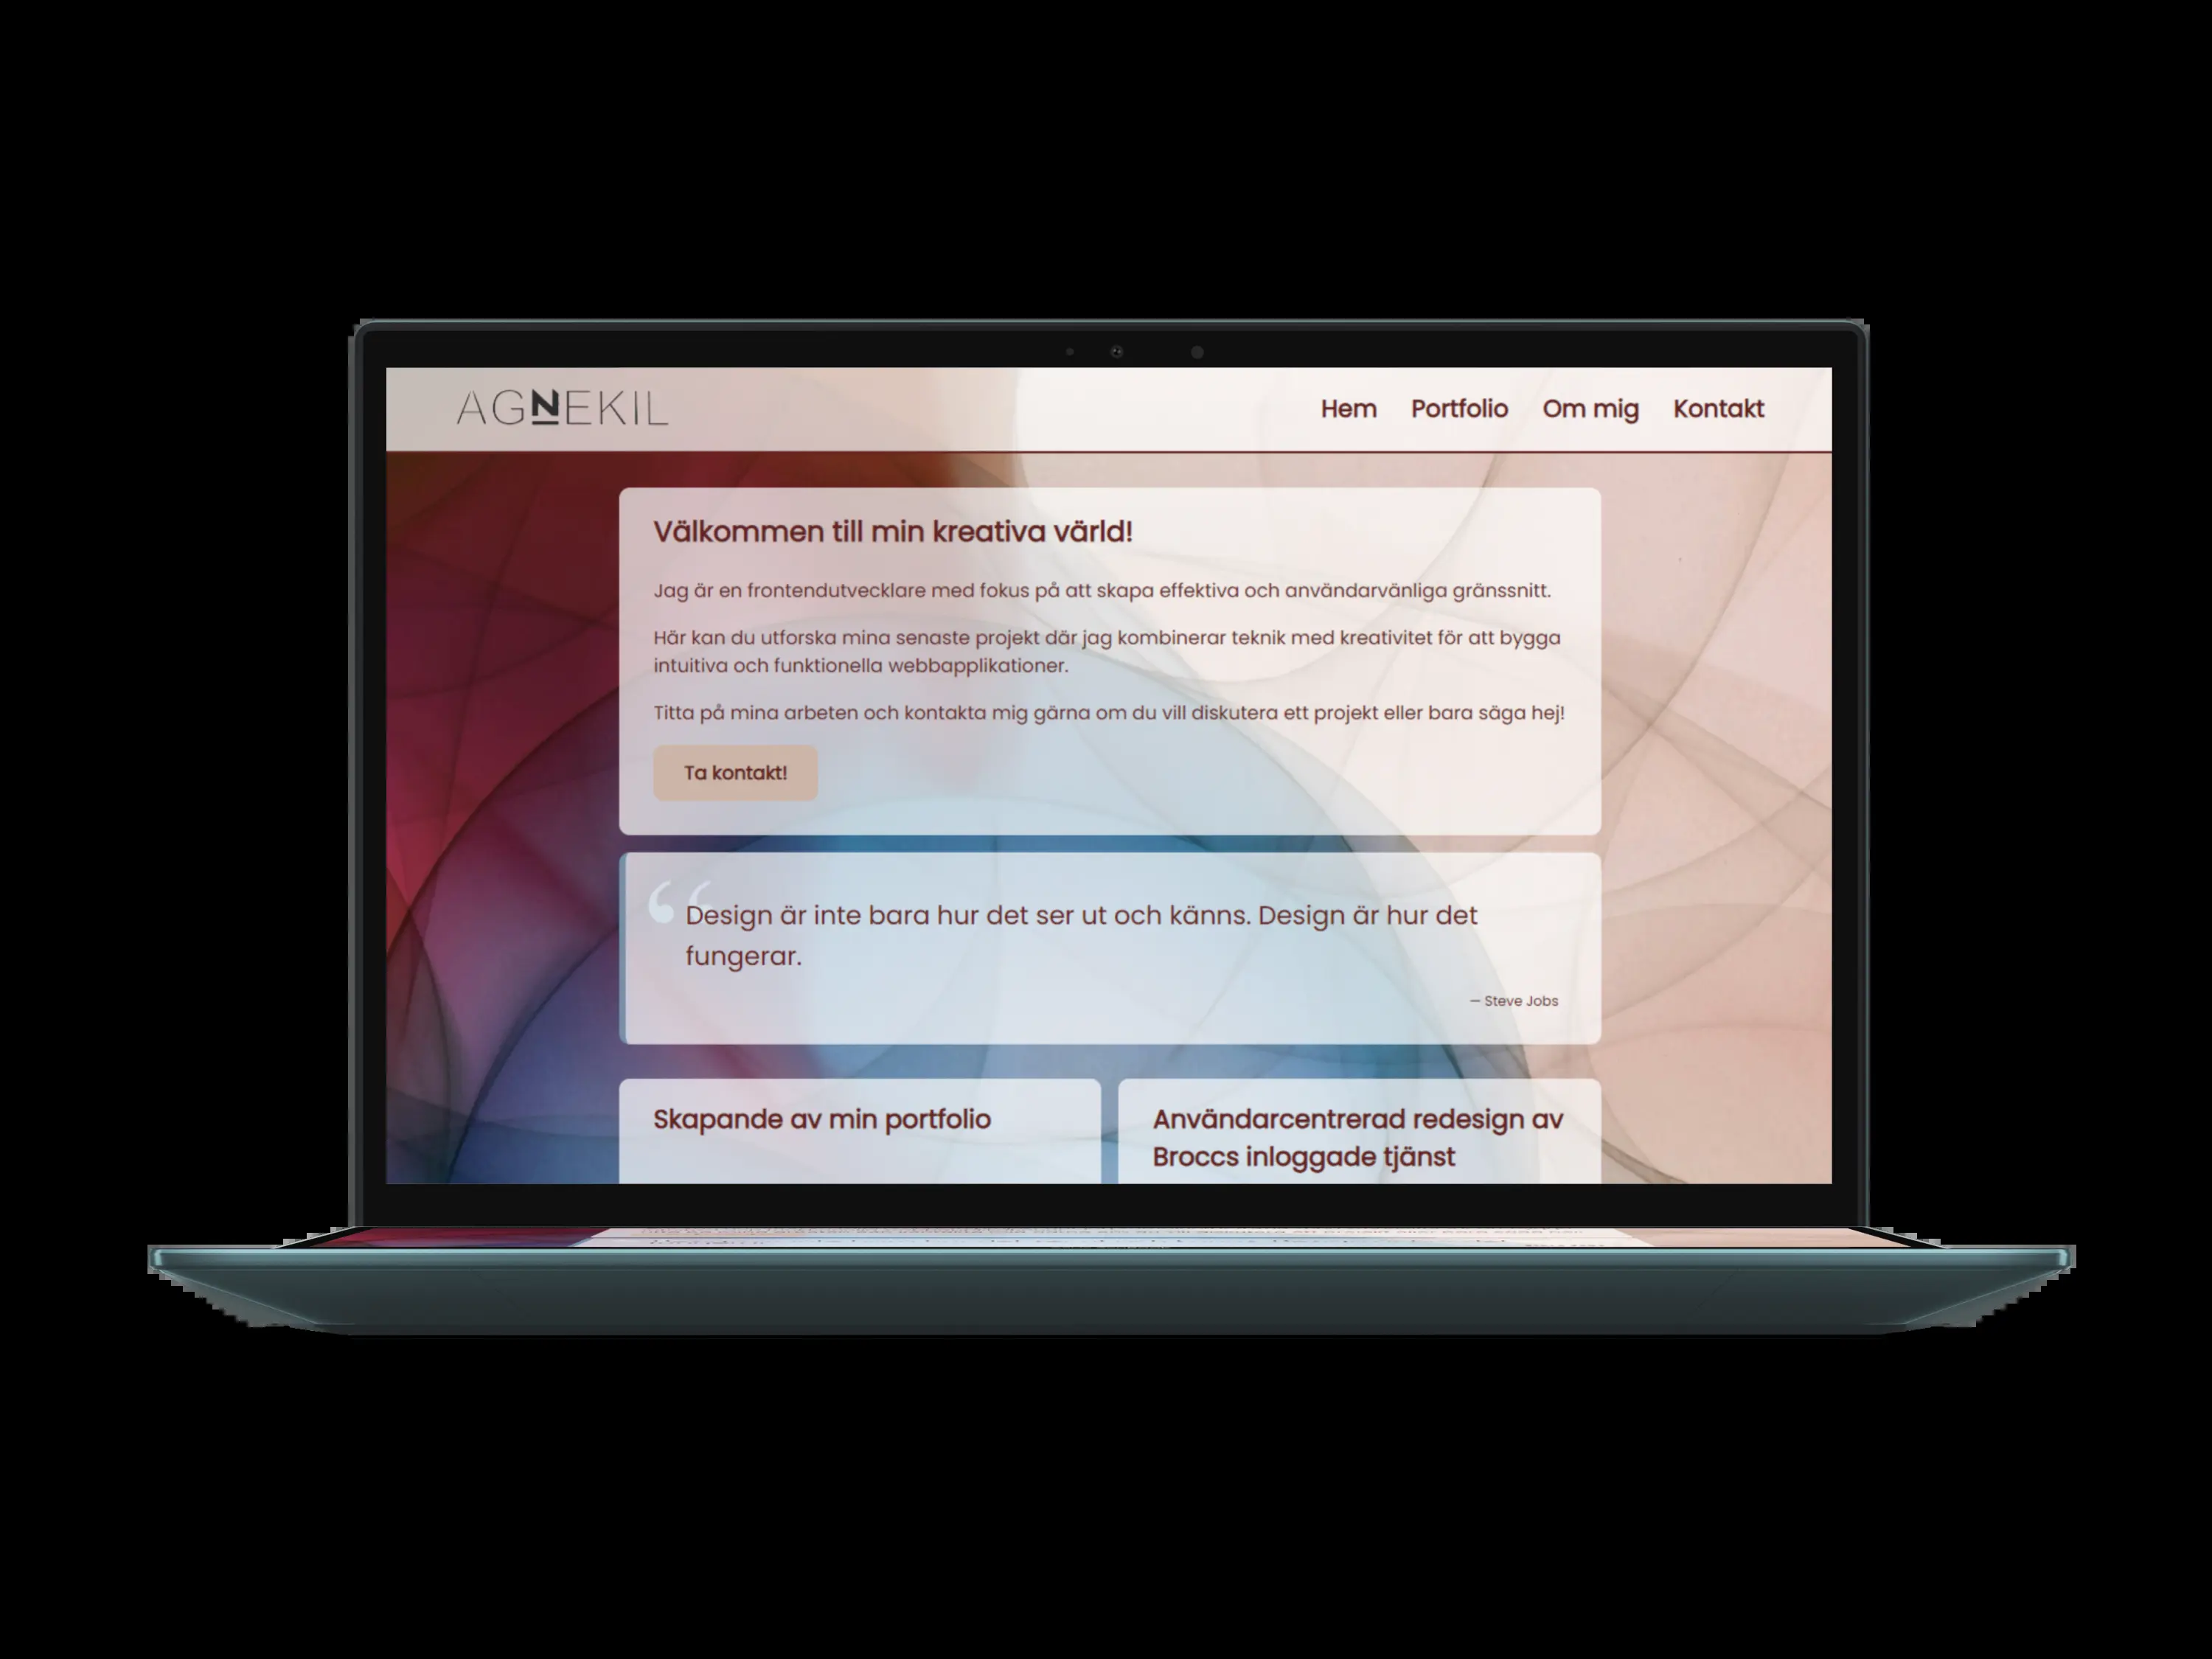 AGNEKIL
Hem Portfolio Om mig Kontakt
Välkommen till min kreativa värld!
Jag är en frontendutvecklare med fokus på att skapa effektiva och användarvänliga gränssnitt.
Här kan du utforska mina senaste projekt där jag kombinerar teknik med kreativitet för att bygga
intuitiva och funktionella webbapplikationer.
Titta på mina arbeten och kontakta mig gärna om du vill diskutera ett projekt eller bara säga hej!
Ta kontakt!
“Design är inte bara hur det ser ut och känns. Design är hur det
fungerar.
— Steve Jobs
Skapande av min portfolio
Användarcentrerad redesign av
Broccs inloggade tjänst